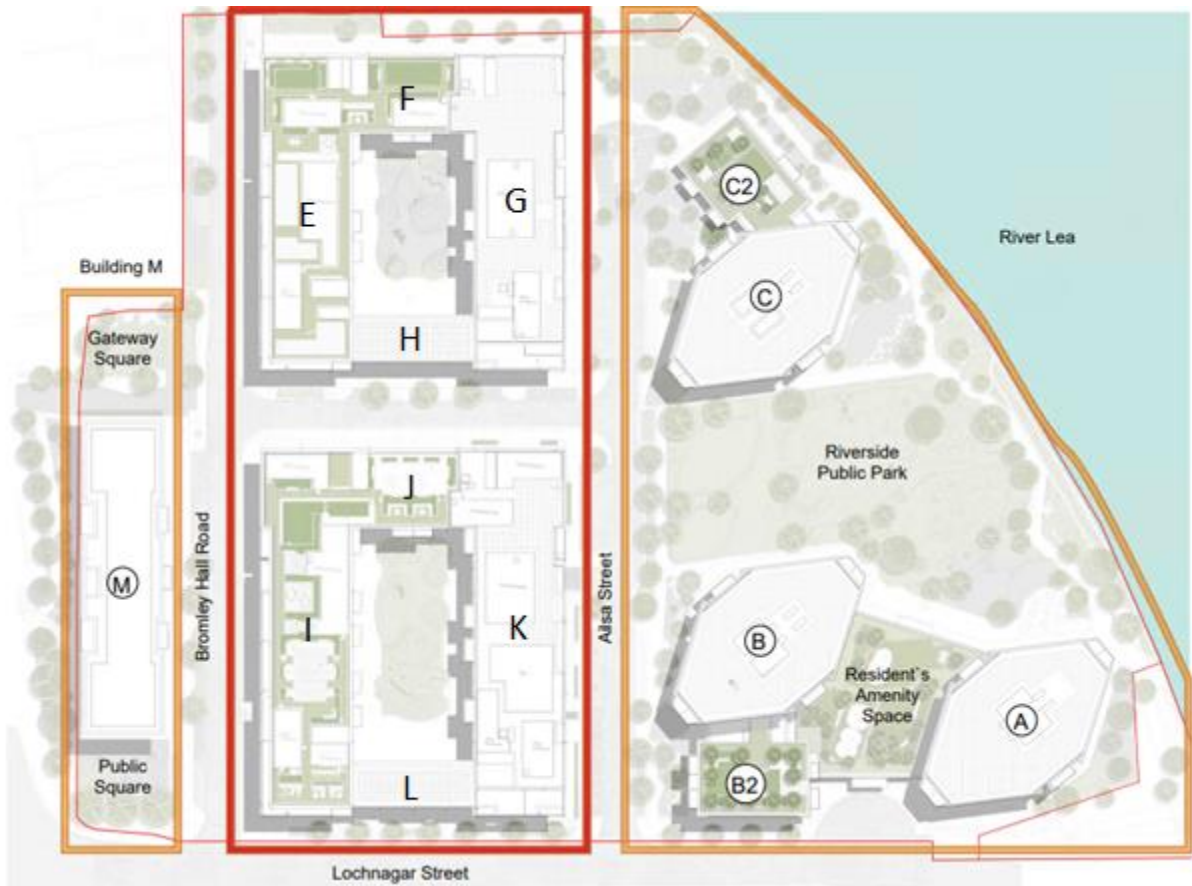 F
C2
E
G
River Lea
Building M
C
Gateway
Square
H
Riverside
Public Park
J
M
Bromley Hall Road
I
K
Ailsa Street
B
Resident`s
Amenity
Space
A
Public
Square
L
B2
Lochnagar Street